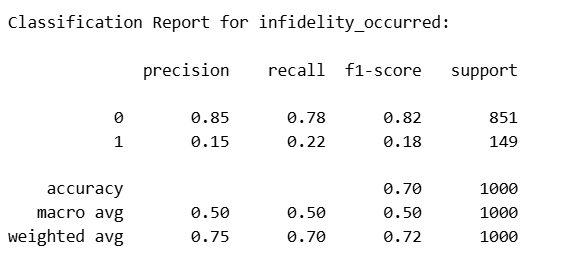 Classification Report for infidelity_occurred:
precision recall f1-score support
0 0.85 0.78 0.82 851
1 0.15 0.22 0.18 149
accuracy 0.70 1000
macro avg 0.50 0.50 0.50 1000
weighted avg 0.75 0.70 0.72 1000